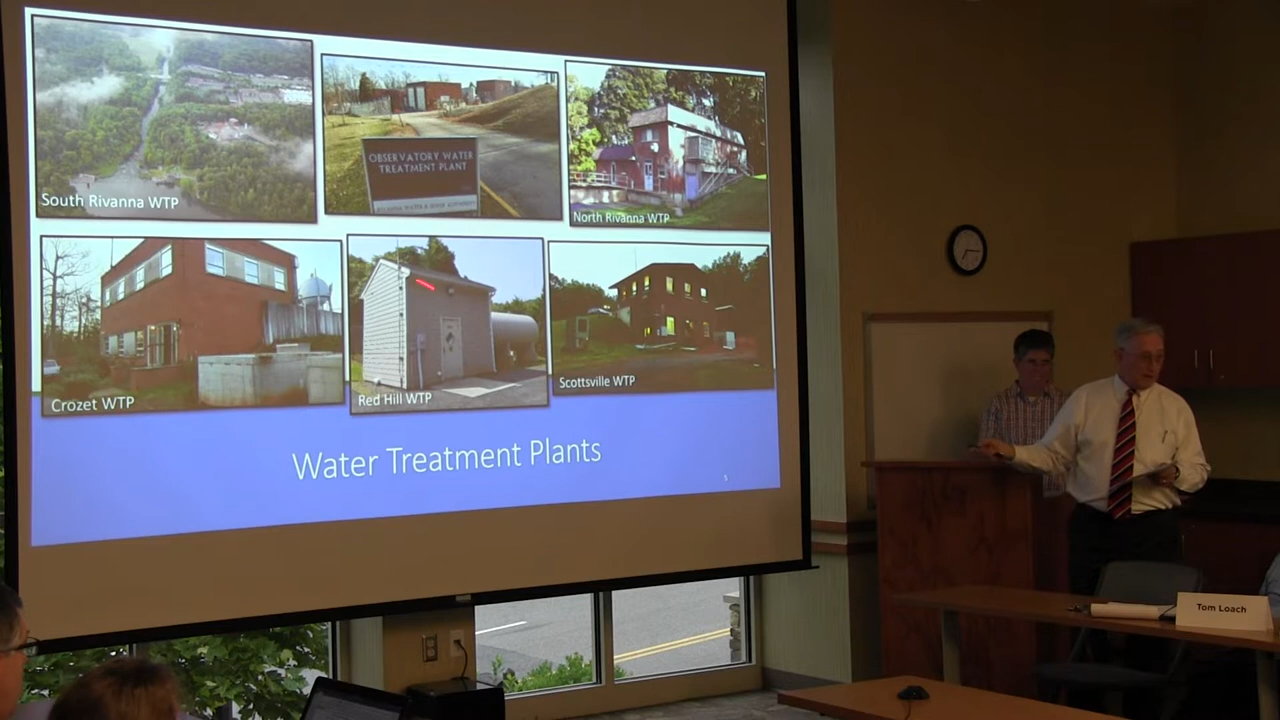 South Rivanna WTP
OBSERVATORY WATER
TREATMENT PLANT
North Rivanna WTP
Crozet WTP
Red Hill WTP
Scottsville WTP
Water Treatment Plants
5
Tom Loach